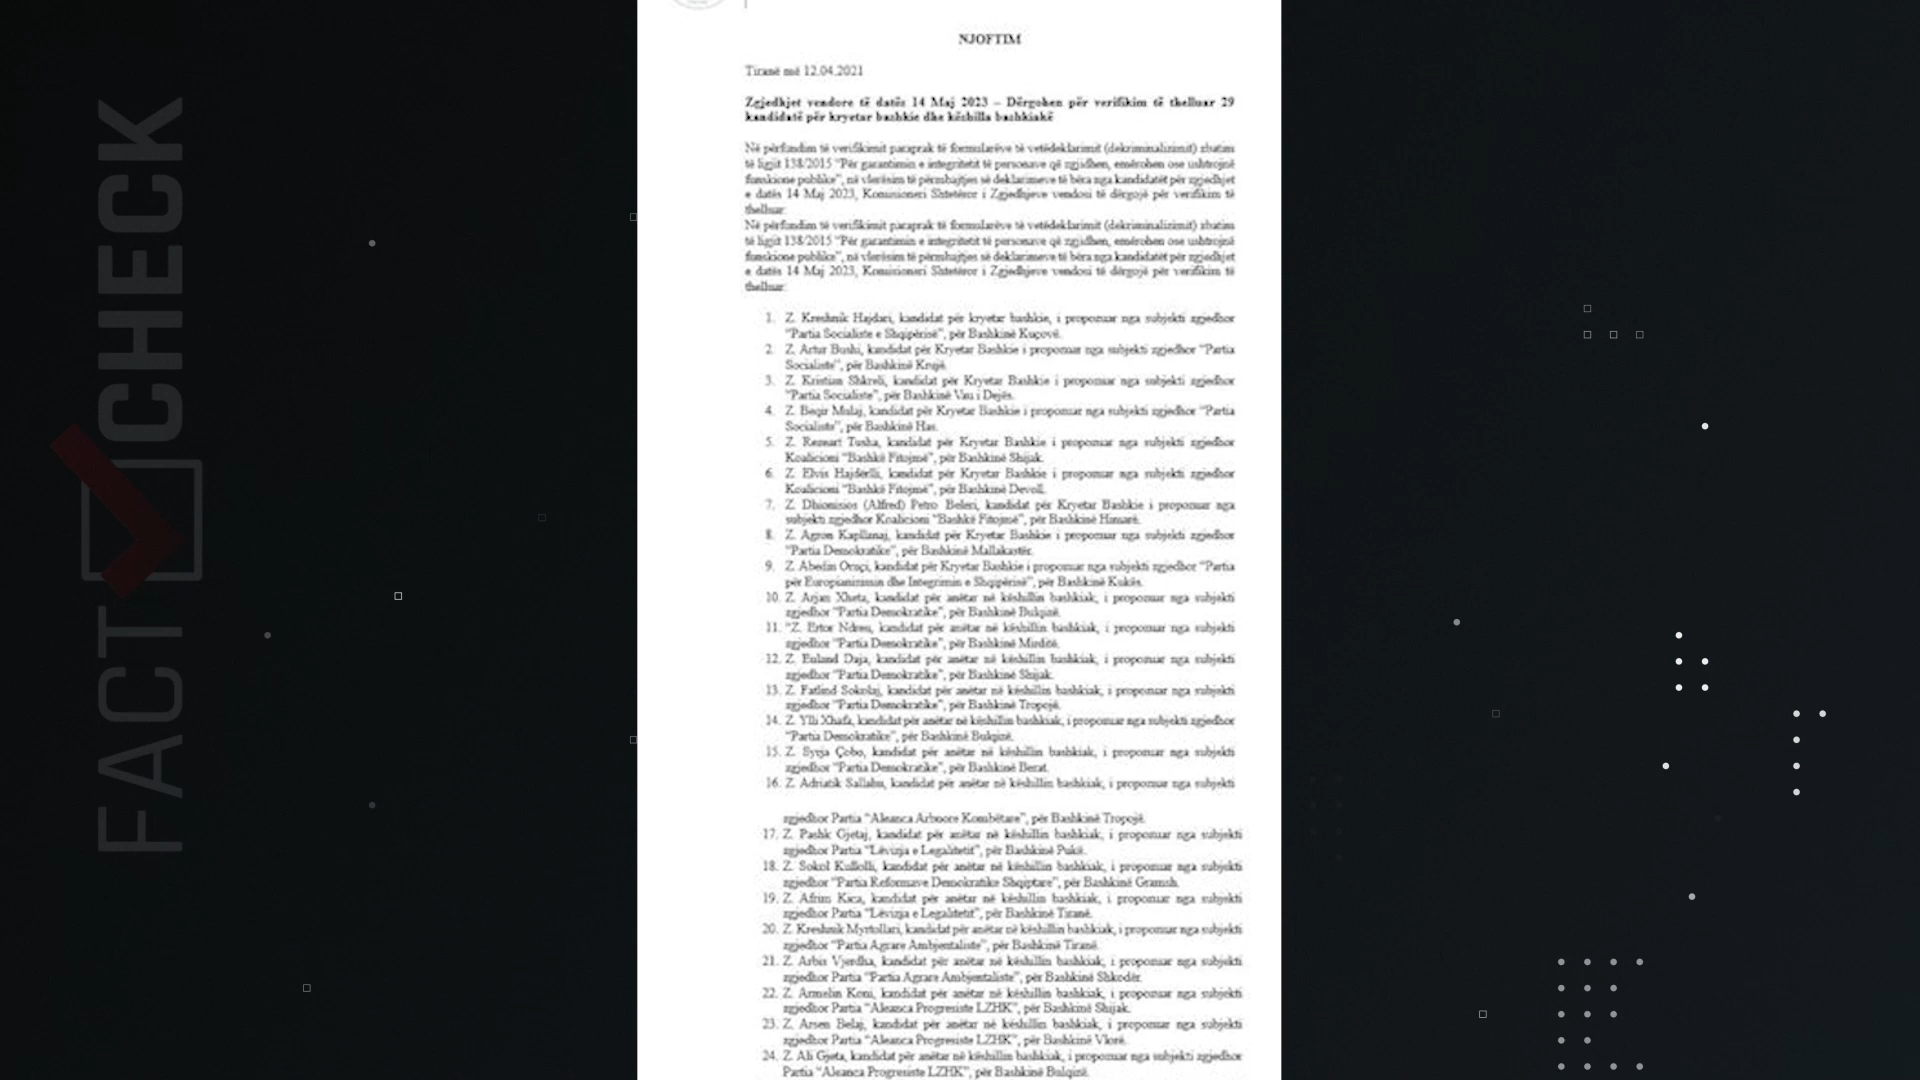 FACT CHECK
NJOFTIM
Tiranë më 12.04.2021
Zgjedhjet vendore të datës 14 Maj 2023 – Dërgohen për verifikim të thelluar 29
kandidatë për kryetar bashkie dhe këshilla bashkiakë
Në përfundim të verifikimit paraprak të formularëve të vetëdeklarimit (dekriminalizimit) zbatim
të ligjit 138/2015 "Për garantimin e integritetit të personave që zgjidhen, emërohen ose ushtrojnë
funskione publike", në vlerësim të përmbajtjes së deklarimeve të bëra nga kandidatët për zgjedhjet
e datës 14 Maj 2023, Komisioneri Shtetëror i Zgjedhjeve vendosi të dërgojë për verifikim të
thelluar:
Në përfundim të verifikimit paraprak të formularëve të vetëdeklarimit (dekriminalizimit) zbatim
të ligjit 138/2015 "Për garantimin e integritetit të personave që zgjidhen, emërohen ose ushtrojnë
funskione publike", në vlerësim të përmbajtjes së deklarimeve të bëra nga kandidatët për zgjedhjet
e datës 14 Maj 2023, Komisioneri Shtetëror i Zgjedhjeve vendosi të dërgojë për verifikim të
thelluar:
1. Z. Kreshnik Hajdari, kandidat për kryetar bashkie, i propozuar nga subjekti zgjedhor
"Partia Socialiste e Shqipërisë", për Bashkinë Kuçovë.
2. Z. Artur Bushi, kandidat për Kryetar Bashkie i propozuar nga subjekti zgjedhor "Partia
Socialiste", për Bashkinë Krujë.
3. Z. Kristian Shkreli, kandidat për Kryetar Bashkie i propozuar nga subjekti zgjedhor
"Partia Socialiste", për Bashkinë Vau i Dejës.
4. Z. Beqir Mulaj, kandidat për Kryetar Bashkie i propozuar nga subjekti zgjedhor "Partia
Socialiste", për Bashkinë Has.
5. Z. Tusha, kandidat për Kryetar Bashkie i propozuar nga subjekti zgjedhor
Koalicioni "Bashkë Fitojmë", për Bashkinë Shijak.
6. Z. Elvis Hajdërlli, kandidat për Kryetar Bashkie i propozuar nga subjekti zgjedhor
Koalicioni "Bashkë Fitojmë", për Bashkinë Devoll.
7. Z. Dhionisios (Alfred) Petro Beleri, kandidat për Kryetar Bashkie i propozuar nga
subjekti zgjedhor Koalicioni "Bashkë Fitojmë", për Bashkinë Himarë.
8. Z. Agron Kapllanaj, kandidat për Kryetar Bashkie i propozuar nga subjekti zgjedhor
"Partia Demokratike", për Bashkinë Mallakastër.
9. Z. Abedin Oruçi, kandidat për Kryetar Bashkie i propozuar nga subjekti zgjedhor "Partia
për Europianizimin dhe Integrimin e Shqipërisë", për Bashkinë Kukës.
10. Z. Arjan Xheta, kandidat për anëtar në këshillin bashkiak, i propozuar nga subjekti
zgjedhor "Partia Demokratike", për Bashkinë Bulqizë.
11. "Z. Ertor Ndreu, kandidat për anëtar në këshillin bashkiak, i propozuar nga subjekti
zgjedhor "Partia Demokratike", për Bashkinë Mirditë.
12. Z. Euland Daja, kandidat për anëtar në këshillin bashkiak, i propozuar nga subjekti
zgjedhor "Partia Demokratike", për Bashkinë Shijak.
13. Z. Fatlind Sokolaj, kandidat për anëtar në këshillin bashkiak, i propozuar nga subjekti
zgjedhor "Partia Demokratike", për Bashkinë Tropojë.
14. Z. Ylli Xhafa, kandidat për anëtar në këshillin bashkiak, i propozuar nga subjekti zgjedhor
"Partia Demokratike", për Bashkinë Bulqizë.
15. Z. Syrja Çobo, kandidat për anëtar në këshillin bashkiak, i propozuar nga subjekti
zgjedhor "Partia Demokratike", për Bashkinë Berat.
16. Z. Adriatik Sallahu, kandidat për anëtar në këshillin bashkiak, i propozuar nga subjekti
zgjedhor Partia "Aleanca Arbnore Kombëtare", për Bashkinë Tropojë.
17. Z. Pashk Gjetaj, kandidat për anëtar në këshillin bashkiak, i propozuar nga subjekti
zgjedhor Partia "Lëvizja e Legalitetit", për Bashkinë Pukë.
18. Z. Sokol Kullolli, kandidat për anëtar në këshillin bashkiak, i propozuar nga subjekti
zgjedhor "Partia Reformave Demokratike Shqiptare", për Bashkinë Gramsh.
19. Z. Afrim Kica, kandidat për anëtar në këshillin bashkiak, i propozuar nga subjekti
zgjedhor Partia "Lëvizja e Legalitetit", për Bashkinë Tiranë.
20. Z. Kreshnik Myrtollari, kandidat për anëtar në këshillin bashkiak, i propozuar nga subjekti
zgjedhor "Partia Agrare Ambjentaliste", për Bashkinë Tiranë.
21. Z. Arbis Vjerdha, kandidat për anëtar në këshillin bashkiak, i propozuar nga subjekti
zgjedhor Partia "Partia Agrare Ambjentaliste", për Bashkinë Shkodër.
22. Z. Armelin Koni, kandidat për anëtar në këshillin bashkiak, i propozuar nga subjekti
zgjedhor Partia "Aleanca Progresiste LZHK", për Bashkinë Shijak.
23. Z. Arsen Belaj, kandidat për anëtar në këshillin bashkiak, i propozuar nga subjekti
zgjedhor Partia "Aleanca Progresiste LZHK", për Bashkinë Vlorë.
24. Z. Ali Gjeta, kandidat për anëtar në këshillin bashkiak, i propozuar nga subjekti zgjedhor
Partia "Aleanca Progresiste LZHK", për Bashkinë Bulqizë.